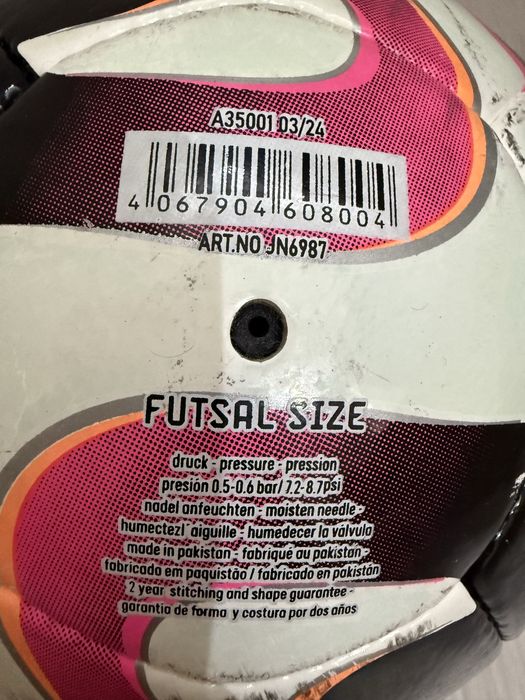 A35001 03/24
4 067904 608004
ART.NO JN6987
FUTSAL SIZE
druck - pressure - pression
presión 0.5-0.6 bar/ 7.2-8.7psi
nadel anfeuchten - moisten needle -
humectezl´aiguille - humedecer la válvula
made in pakistan - fabriqué au pakistan -
fabricado em paquistão / fabricado en pakistán
2 year stitching and shape guarantee -
garantia de forma y costura por dos años